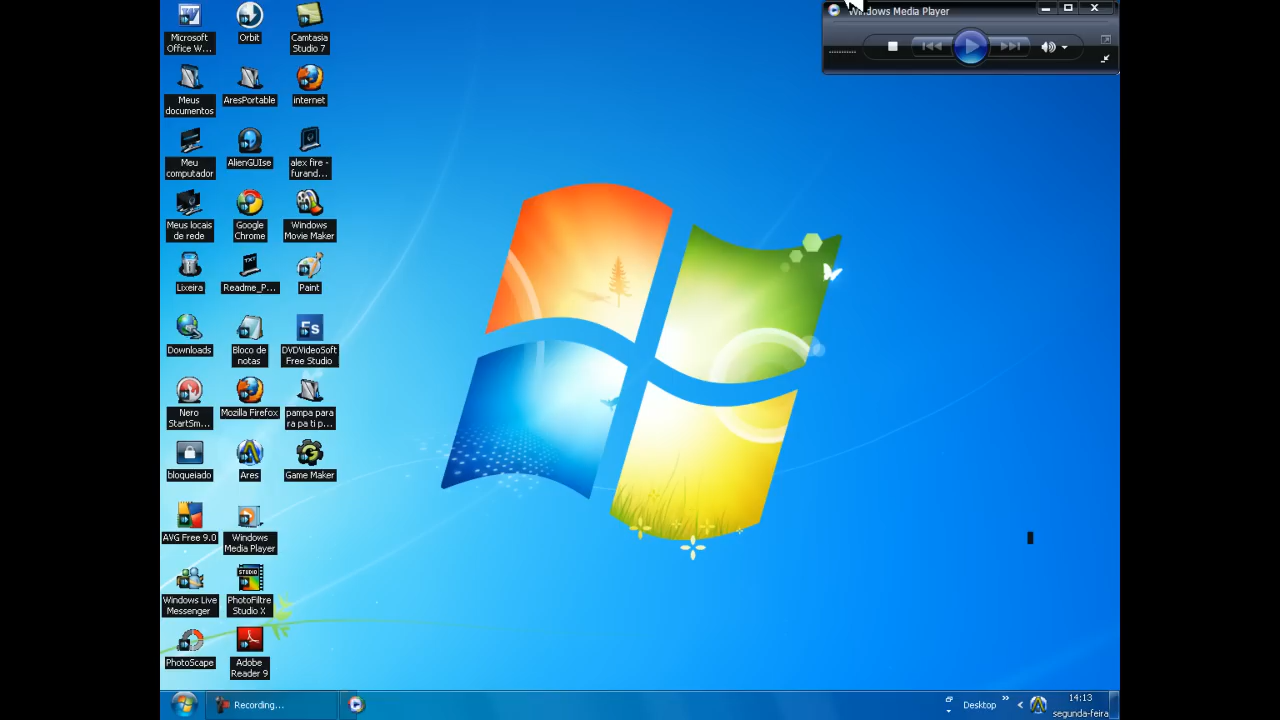 Windows Media Player
Microsoft
Office W...
Orbit
Camtasia
Studio 7
Meus
documentos
AresPortable
internet
Meu
computador
AlienGUIse
alex fire -
furand...
Meus locais
de rede
Google
Chrome
Windows
Movie Maker
Lixeira
TXT
Readme_P...
Paint
Downloads
Bloco de
notas
Es
DVDVideoSoft
Free Studio
Nero
StartSm...
Mozilla Firefox
pampa para
ra pa ti p...
bloqueiado
Ares
Game Maker
AVG Free 9.0
Windows
Media Player
Windows Live
Messenger
STUDIO
PhotoFiltre
Studio X
PhotoScape
Adobe
Reader 9
Recording...
Desktop
14:13
segunda-feira